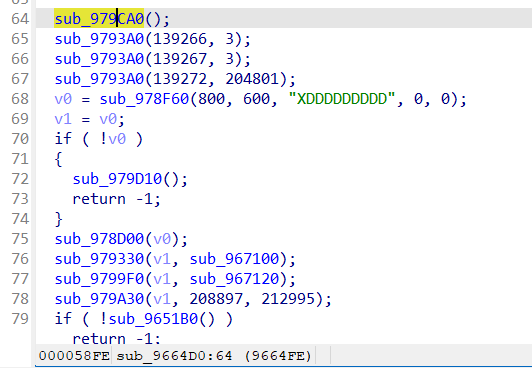 64 sub_979CA0();
65 sub_9793A0(139266, 3);
66 sub_9793A0(139267, 3);
67 sub_9793A0(139272, 204801);
68 v0 = sub_978F60(800, 600, "XDDDDDDDDD", 0, 0);
69 v1 = v0;
70 if ( !v0 )
71 {
72 sub_979D10();
73 return -1;
74 }
75 sub_978D00(v0);
76 sub_979330(v1, sub_967100);
77 sub_9799F0(v1, sub_967120);
78 sub_979A30(v1, 208897, 212995);
79 if ( !sub_9651B0() )
return -1;
000058FE sub_9664D0:64 (9664FE)